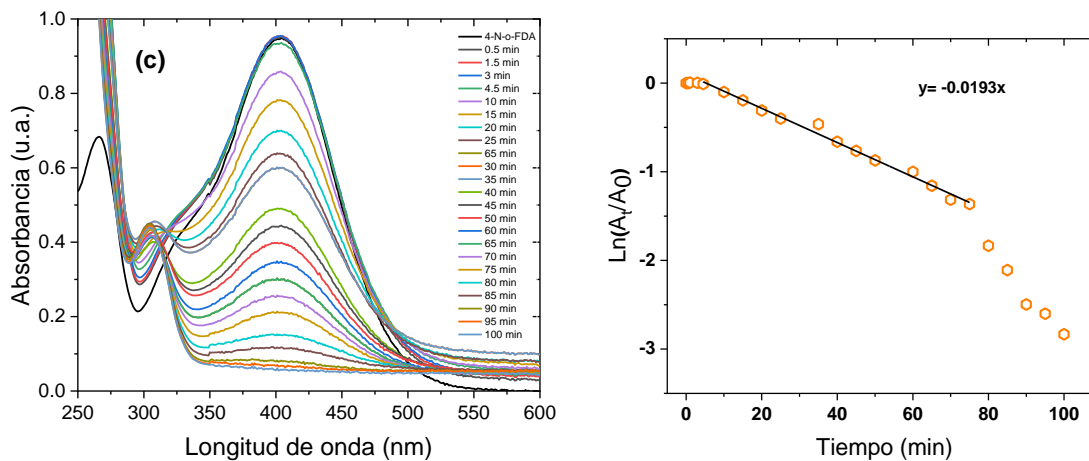 1.0
0.8
0.6
0.4
0.2
0.0
Absorbancia (u.a.)
(c)
4-N-o-FDA
0.5 min
1.5 min
3 min
4.5 min
10 min
15 min
20 min
25 min
65 min
30 min
35 min
40 min
45 min
50 min
60 min
65 min
70 min
75 min
80 min
85 min
90 min
95 min
100 min
250 300 350 400 450 500 550 600
Longitud de onda (nm)
0
-1
-2
-3
Ln(At/A0)
y= -0.0193x
0 20 40 60 80 100
Tiempo (min)